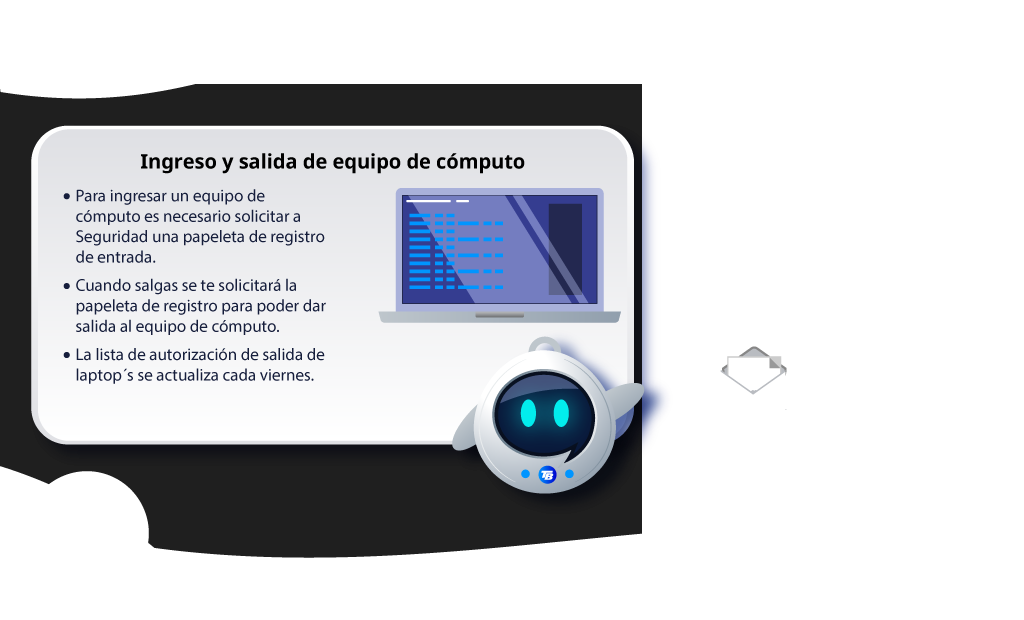 Ingreso y salida de equipo de cómputo
• Para ingresar un equipo de
cómputo es necesario solicitar a
Seguridad una papeleta de registro
de entrada.
• Cuando salgas se te solicitará la
papeleta de registro para poder dar
salida al equipo de cómputo.
• La lista de autorización de salida de
laptop´s se actualiza cada viernes.
TB